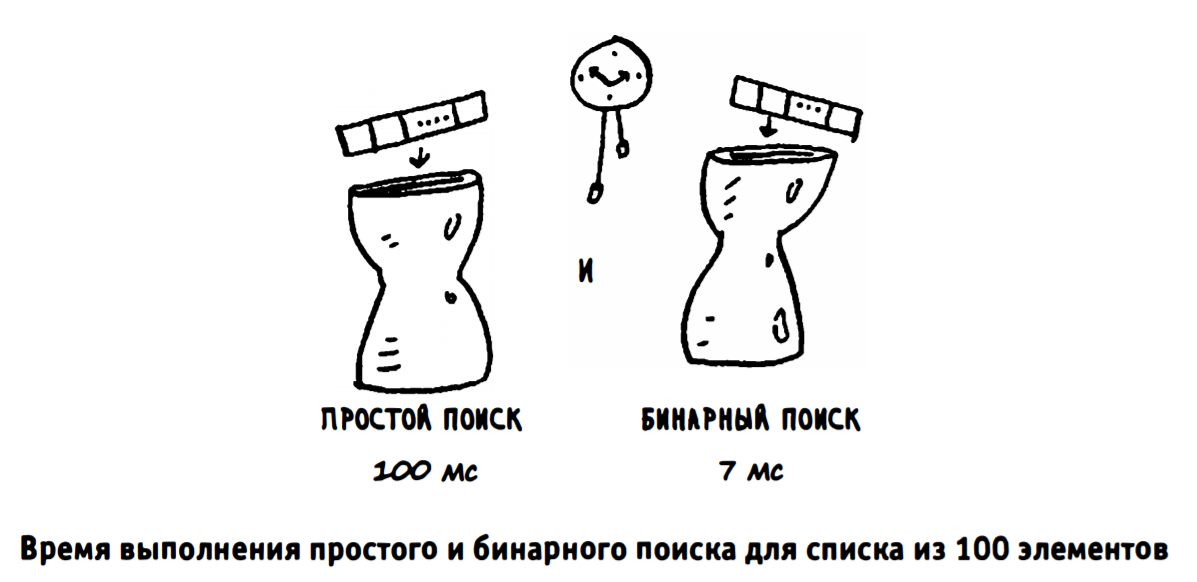 И
ПРОСТОЙ ПОИСК
БИНАРНЫЙ ПОИСК
100 мс
7 мс
Время выполнения простого и бинарного поиска для списка из 100 элементов